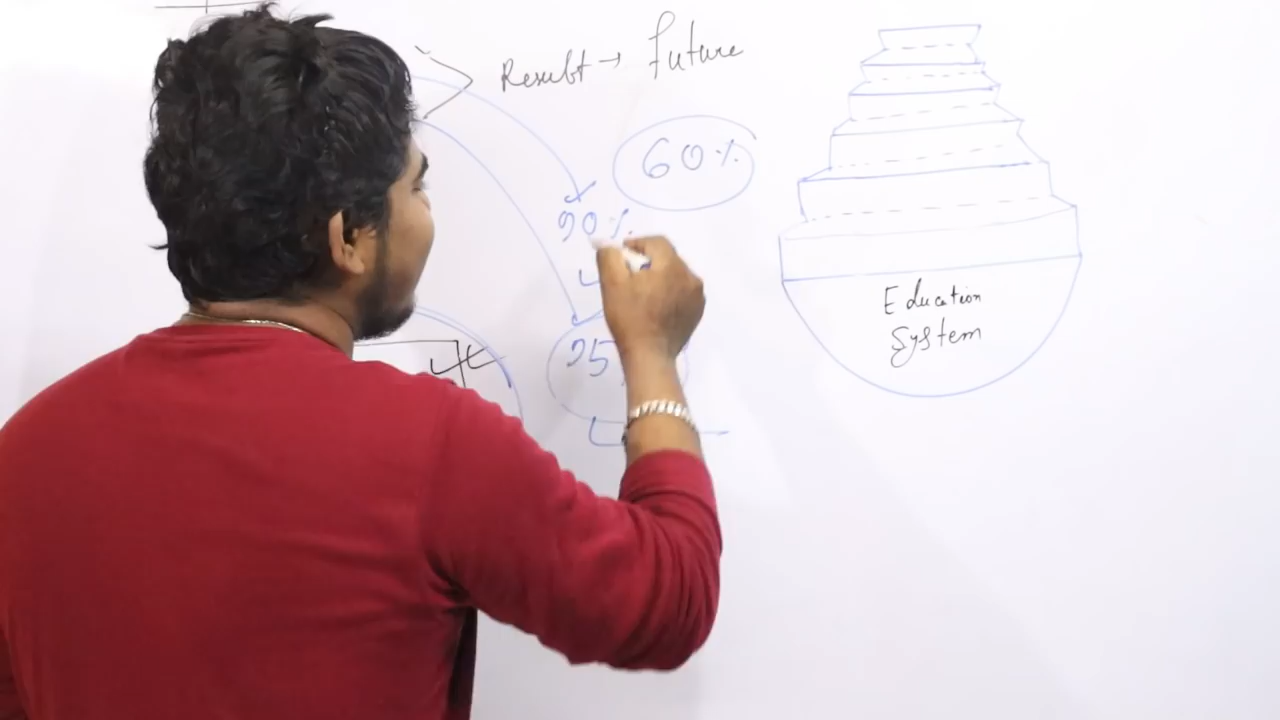 Result → future
60%
90%
Education
System